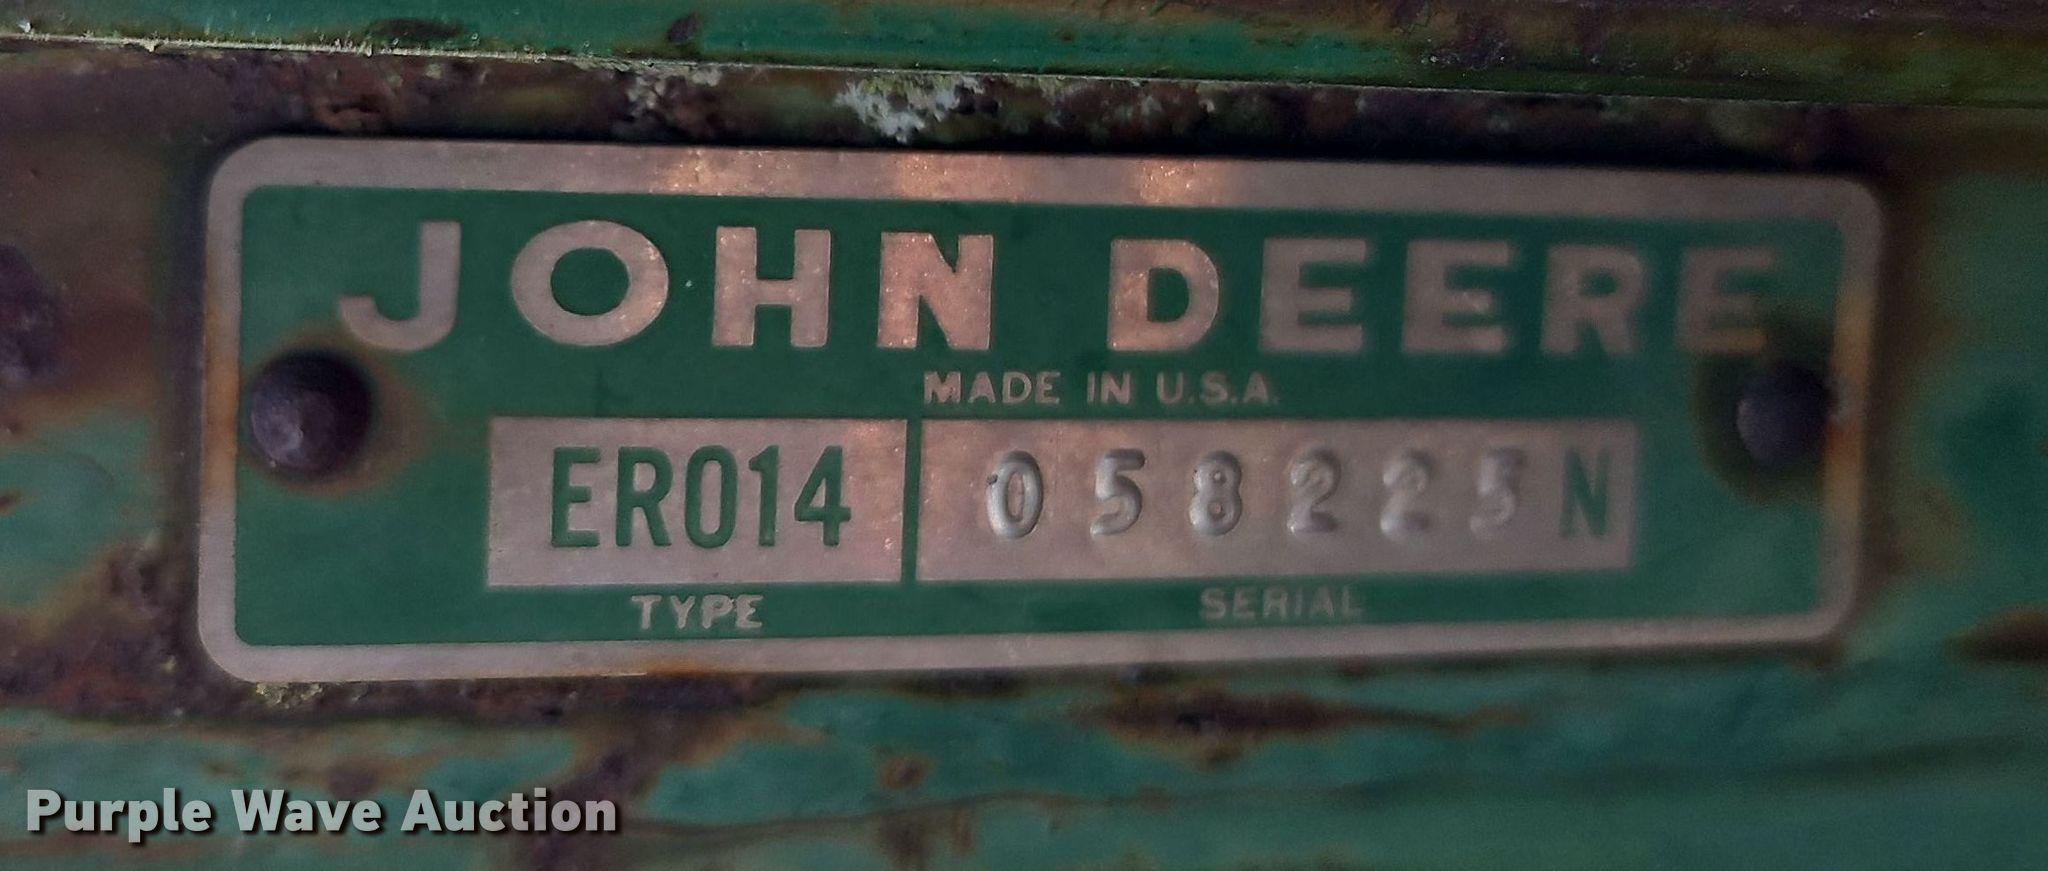 JOHN DEERE
MADE IN U.S.A.
ER014 058225N
TYPE SERIAL
Purple Wave Auction